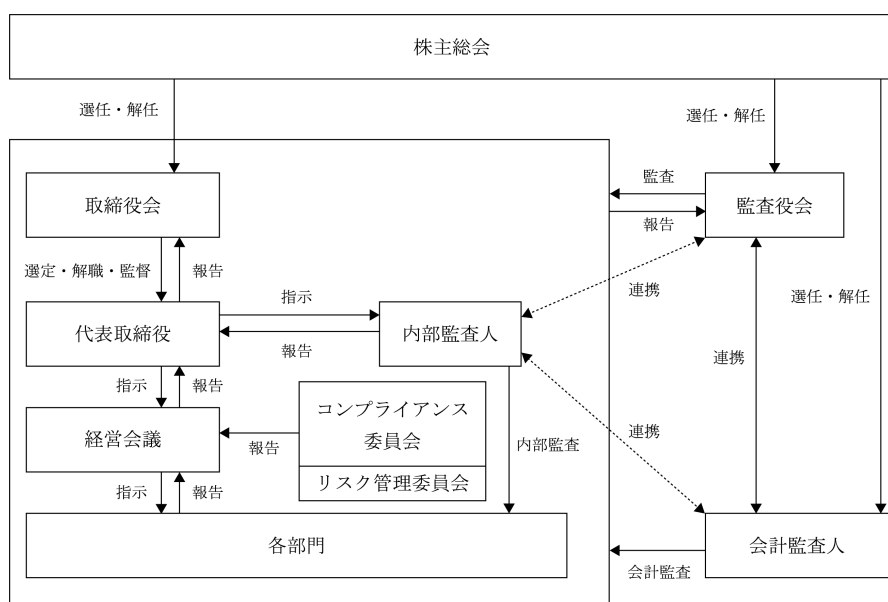 株主総会
選任・解任
選任・解任
監査
取締役会
監査役会
報告
選定・解職・監督
報告
連携
指示
選任・解任
代表取締役
内部監査人
報告
連携
指示
報告
コンプライアンス
委員会
経営会議
報告
連携
内部監査
リスク管理委員会
指示
報告
各部門
会計監査人
会計監査